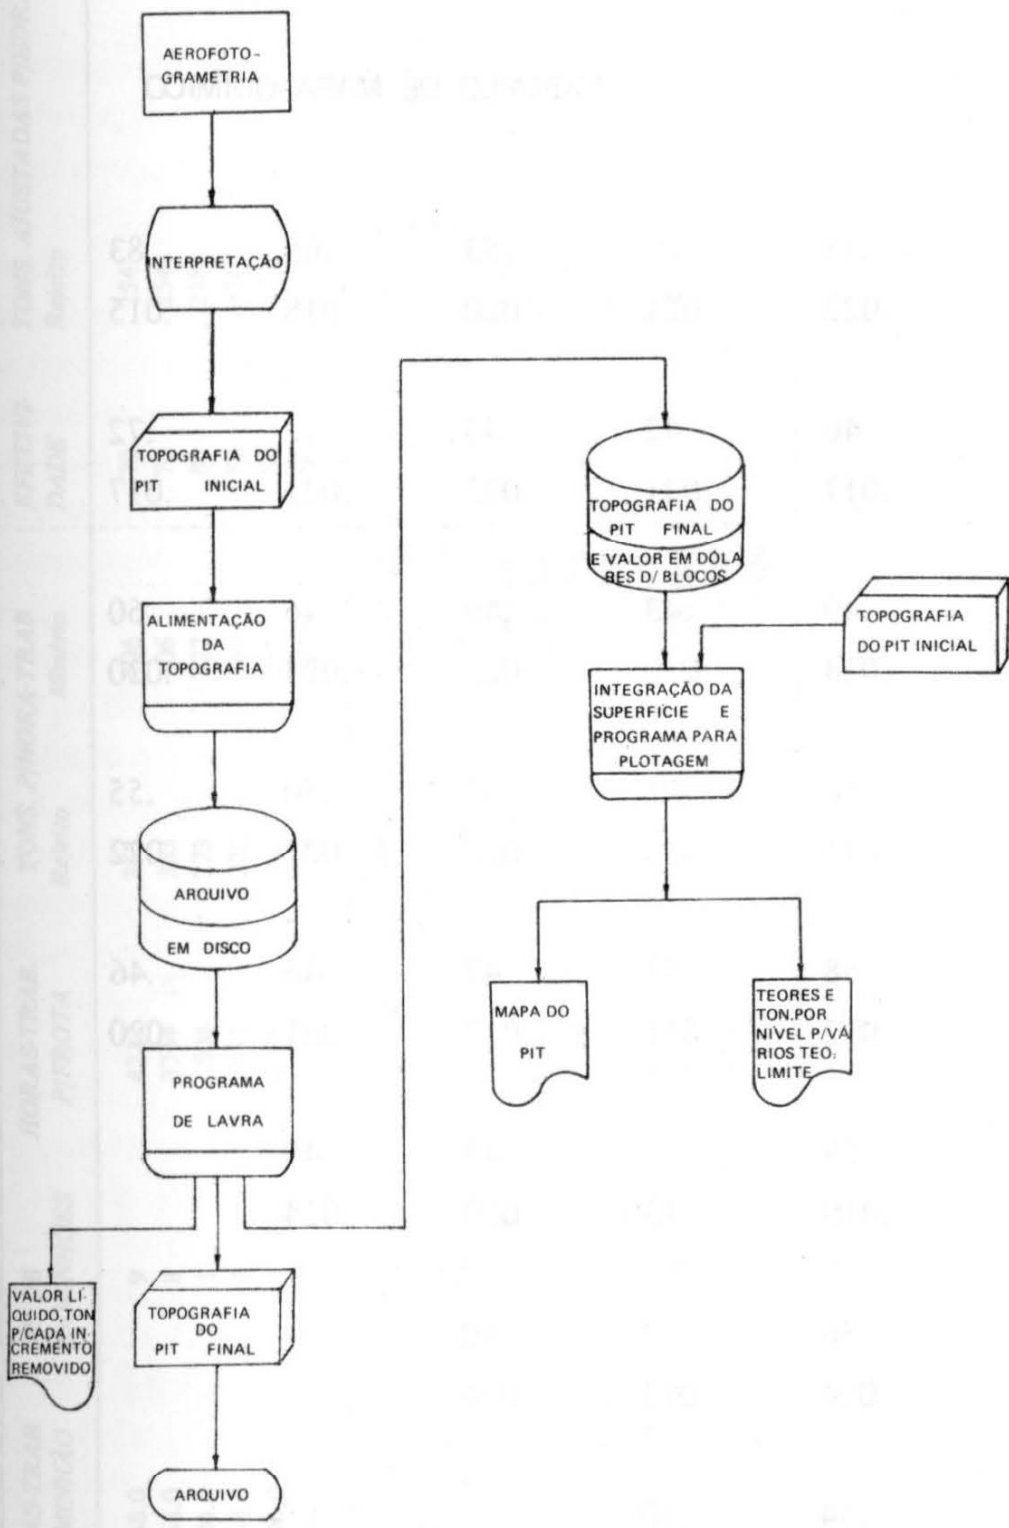 AEROFOTO-
GRAMETRIA
INTERPRETAÇÃO
TOPOGRAFIA DO
PIT INICIAL
ALIMENTAÇÃO
DA
TOPOGRAFIA
ARQUIVO
EM DISCO
PROGRAMA
DE LAVRA
VALOR LÍ-
QUIDO, TON
P/CADA IN-
CREMENTO
REMOVIDO
TOPOGRAFIA
DO
PIT FINAL
ARQUIVO
TOPOGRAFIA DO
PIT FINAL
E VALOR EM DÓLA
RES D/ BLOCOS
TOPOGRAFIA
DO PIT INICIAL
INTEGRAÇÃO DA
SUPERFÍCIE E
PROGRAMA PARA
PLOTAGEM
MAPA DO
PIT
TEORES E
TON.POR
NÍVEL P/VÁ
RIOS TEO.
LIMITE